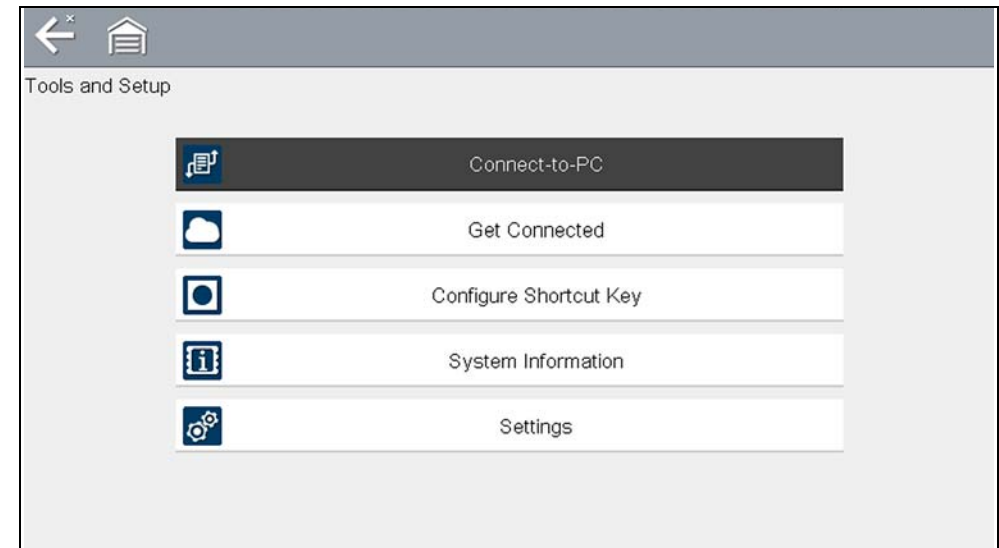 Tools and Setup
Connect-to-PC
Get Connected
Configure Shortcut Key
System Information
Settings